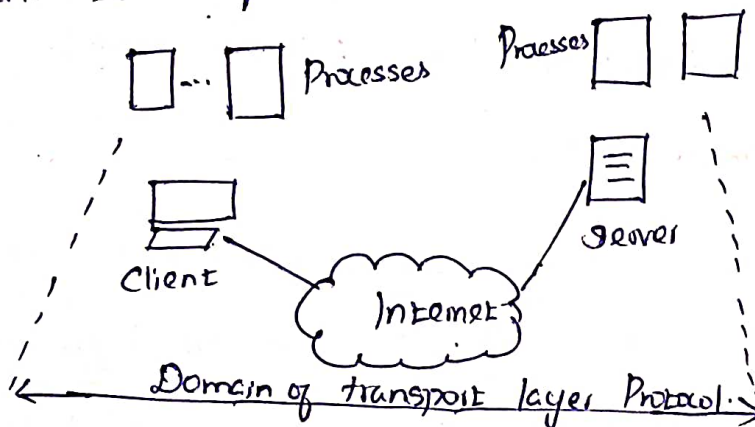 Processes
Processes
Client
Server
Internet
Domain of transport layer Protocol.